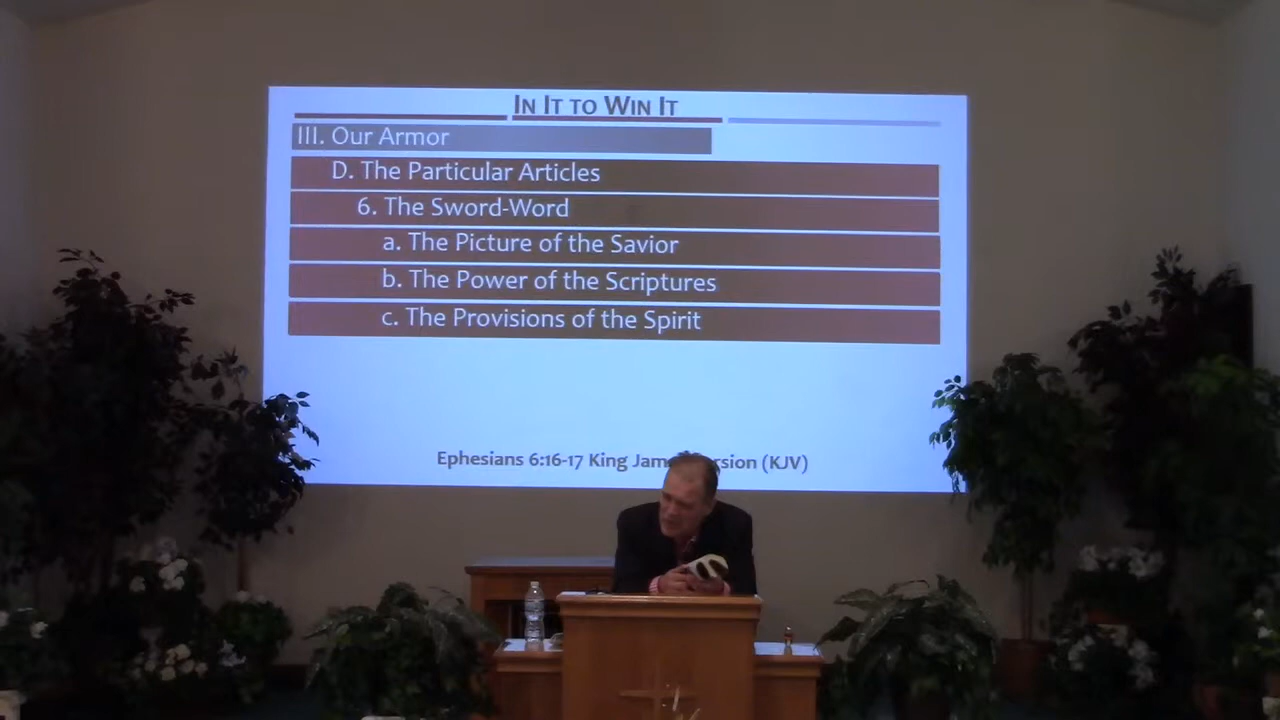 IN IT TO WIN IT
III. Our Armor
D. The Particular Articles
6. The Sword-Word
a. The Picture of the Savior
b. The Power of the Scriptures
c. The Provisions of the Spirit
Ephesians 6:16-17 King (KJV)